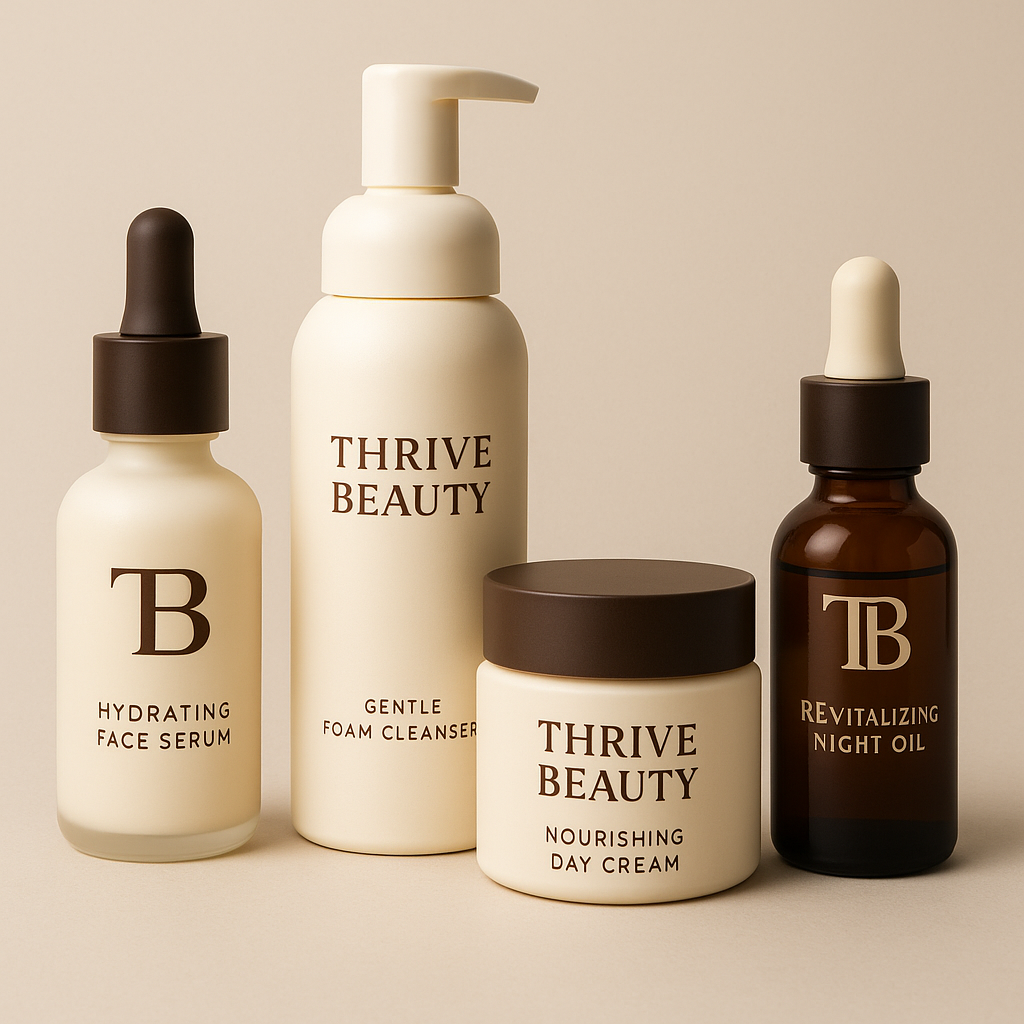 TB
HYDRATING
FACE SERUM
THRIVE
BEAUTY
GENTLE
FOAM CLEANSER
THRIVE
BEAUTY
NOURISHING
DAY CREAM
TB
REVITALIZING
NIGHT OIL